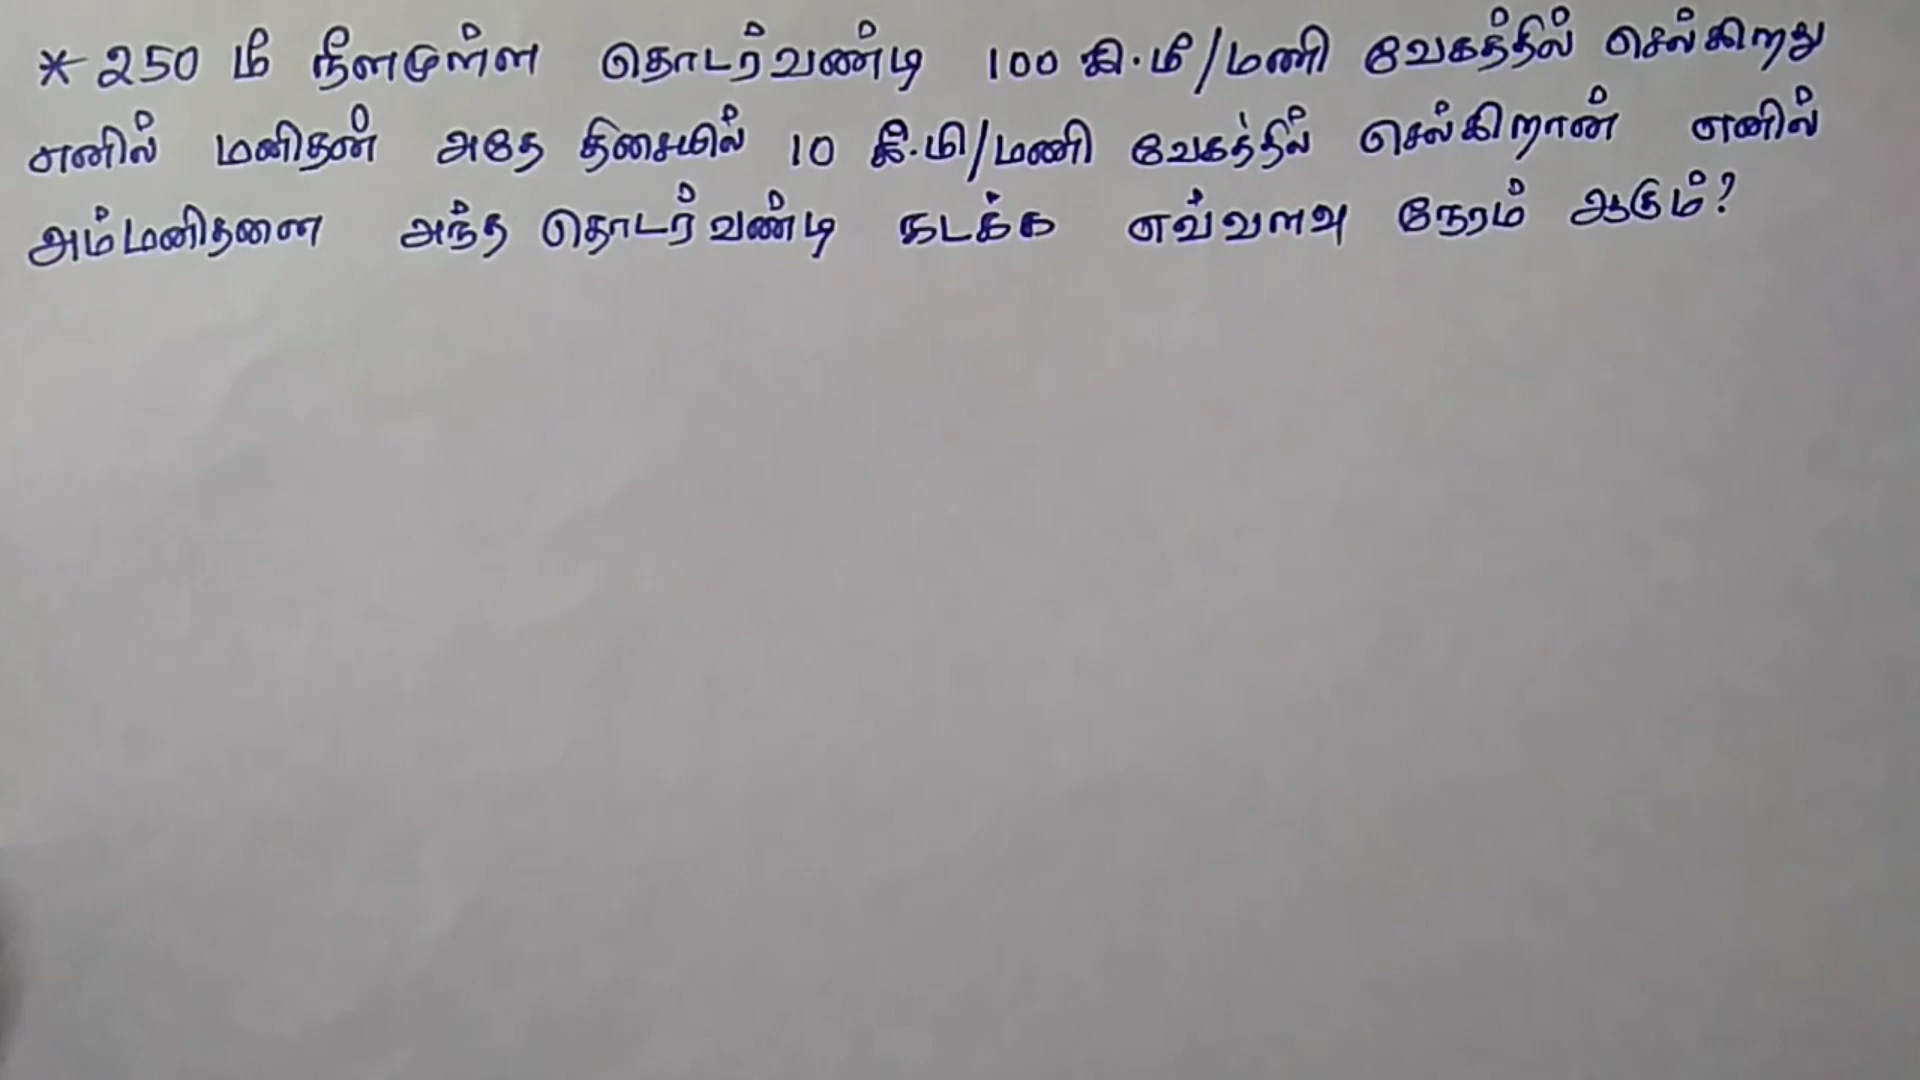 * 250 மீ நீளமுள்ள தொடர்வண்டி 100 கி.மீ/மணி வேகத்தில் செல்கிறது
எனில் மனிதன் அதே திசையில் 10 கீ.மி/மணி வேகத்தில் செல்கிறான் எனில்
அம்மனிதனை அந்த தொடர்வண்டி கடக்க எவ்வளவு நேரம் ஆகும்?